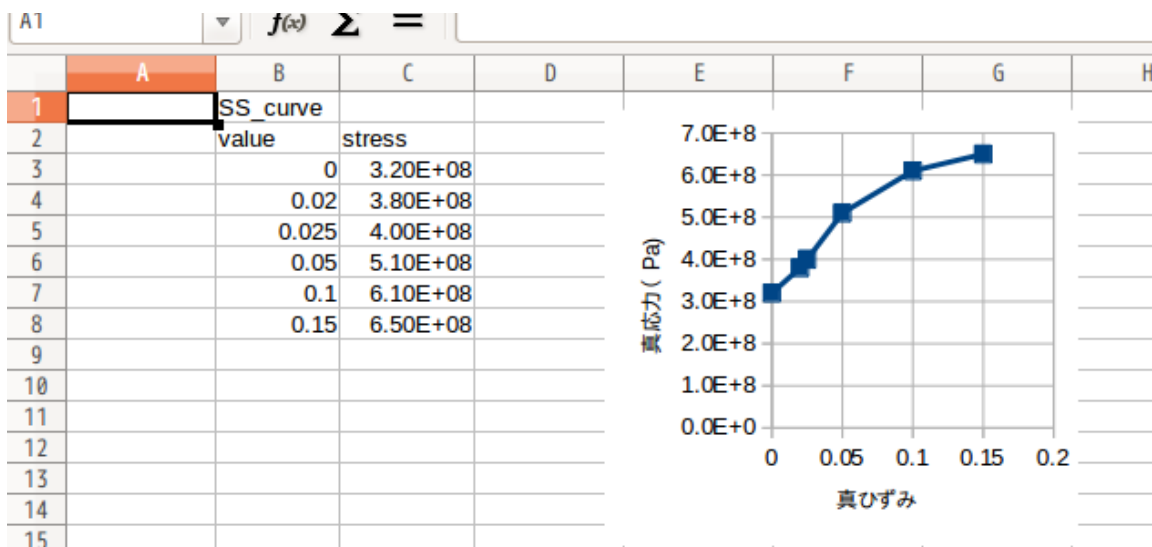 A1 f(x) Σ =
A B C D E F G H
1 SS_curve
2 value stress
3 0 3.20E+08
4 0.02 3.80E+08
5 0.025 4.00E+08
6 0.05 5.10E+08
7 0.1 6.10E+08
8 0.15 6.50E+08
9
10
11
12
13
14
15
7.0E+8
6.0E+8
5.0E+8
4.0E+8
3.0E+8
2.0E+8
1.0E+8
0.0E+0
真応力( Pa)
0 0.05 0.1 0.15 0.2
真ひずみ